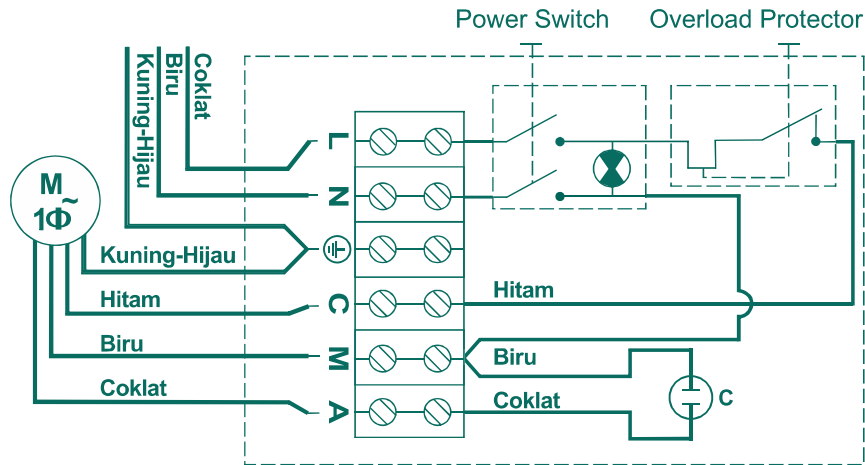 Power Switch
Overload Protector
Coklat
Biru
Kuning-Hijau
M
1Φ~
L
N
Kuning-Hijau
Hitam
C
Hitam
Biru
M
Biru
Coklat
A
Coklat
C